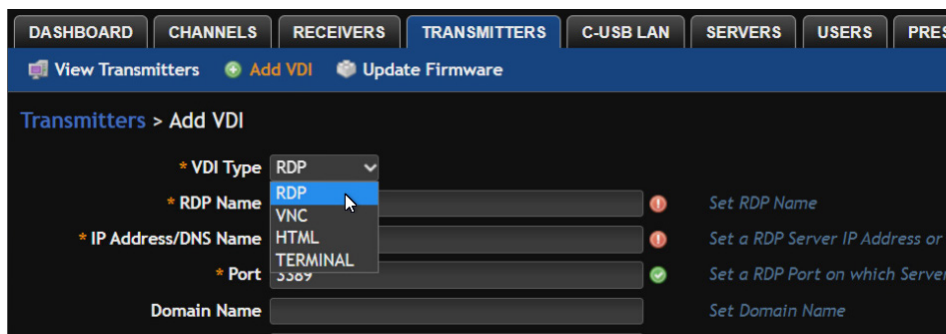 DASHBOARD CHANNELS RECEIVERS TRANSMITTERS C-USB LAN SERVERS USERS PRES
View Transmitters Add VDI Update Firmware
Transmitters > Add VDI
* VDI Type RDP
RDP
* RDP Name Set RDP Name
VNC
* IP Address/DNS Name HTML Set a RDP Server IP Address or
TERMINAL
* Port 3389 Set a RDP Port on which Server
Domain Name Set Domain Name